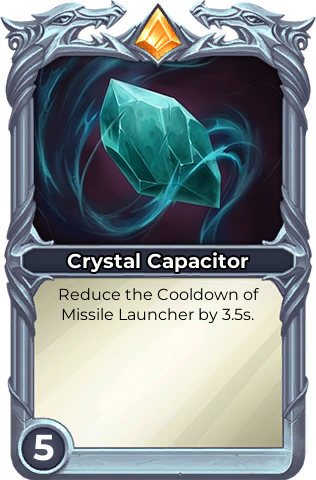 Crystal Capacitor
Reduce the Cooldown of
Missile Launcher by 3.5s.
5